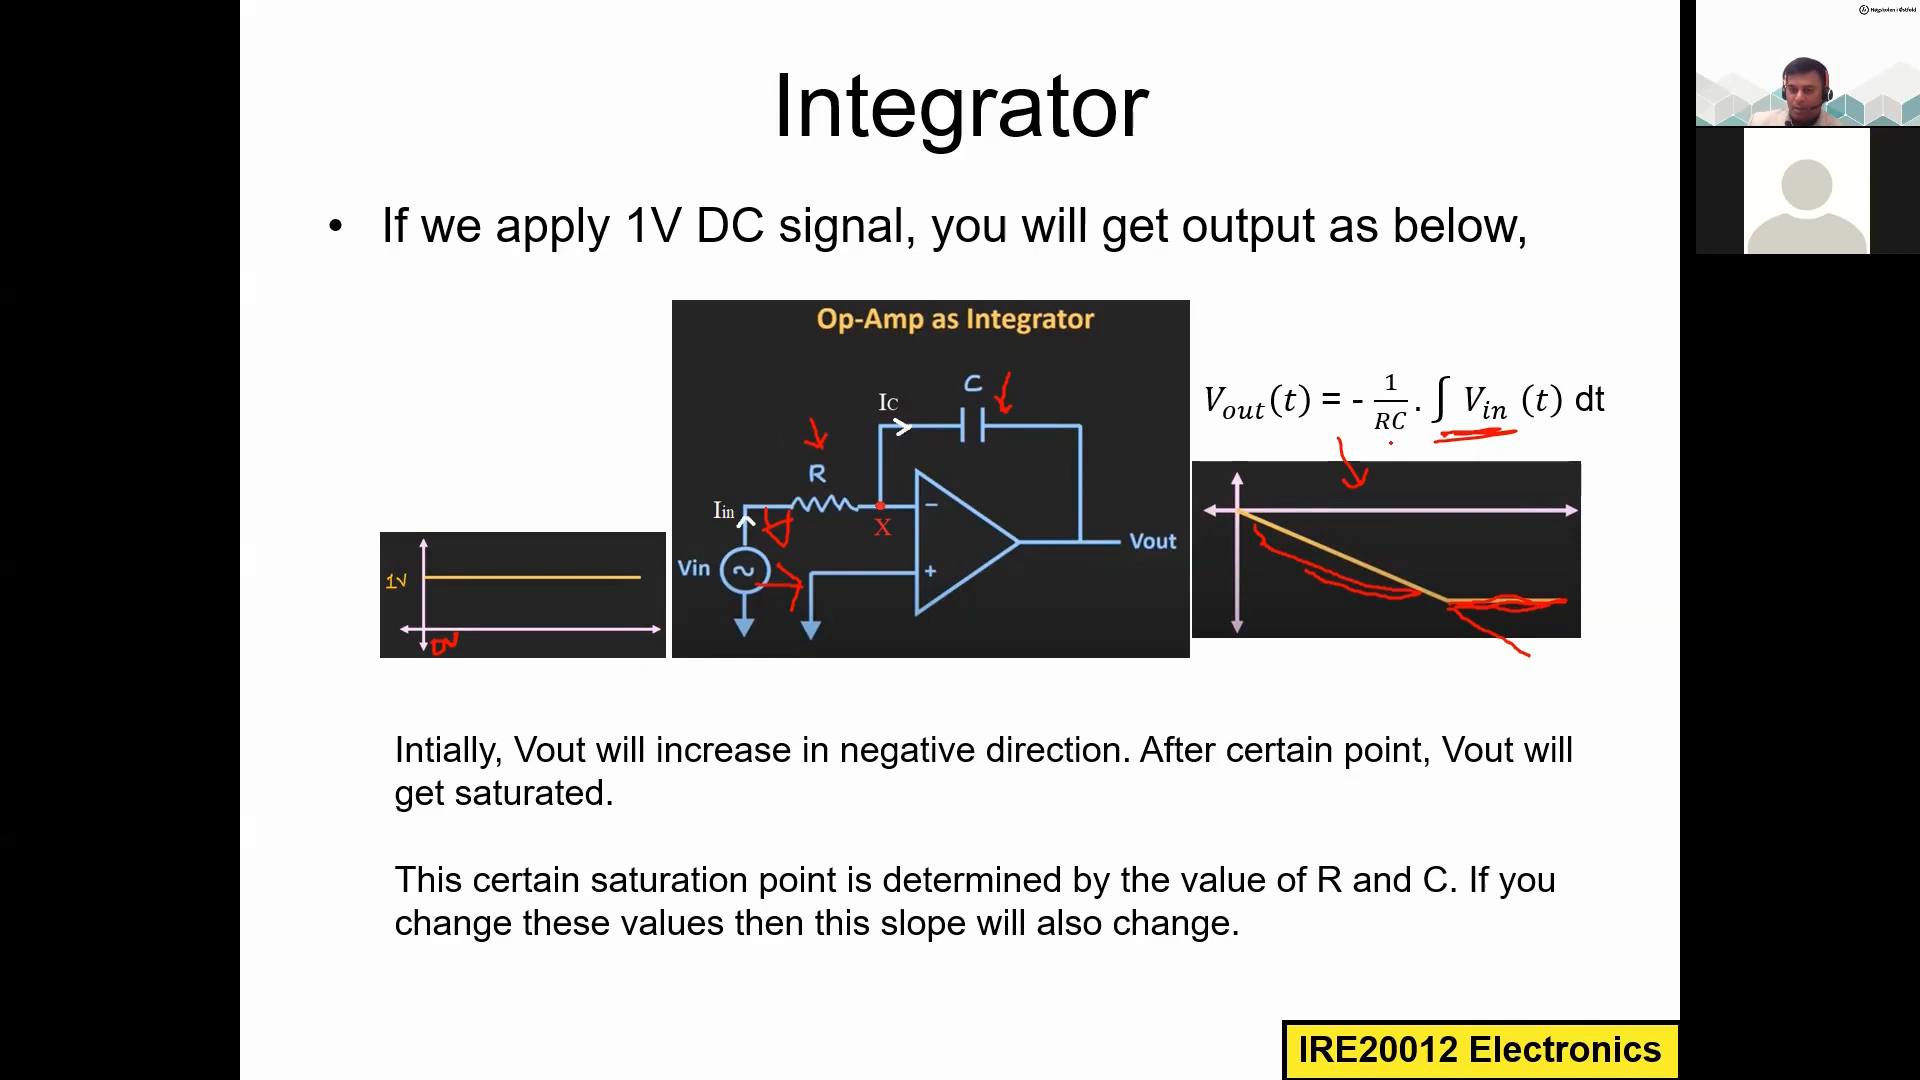 Høgskolen i Østfold
Integrator
• If we apply 1V DC signal, you will get output as below,
Op-Amp as Integrator
C
IC
R
Iin
X
−
+
Vin
Vout
1V
0V
Vout(t) = - 1/RC . ∫ Vin (t) dt
Intially, Vout will increase in negative direction. After certain point, Vout will
get saturated.
This certain saturation point is determined by the value of R and C. If you
change these values then this slope will also change.
IRE20012 Electronics